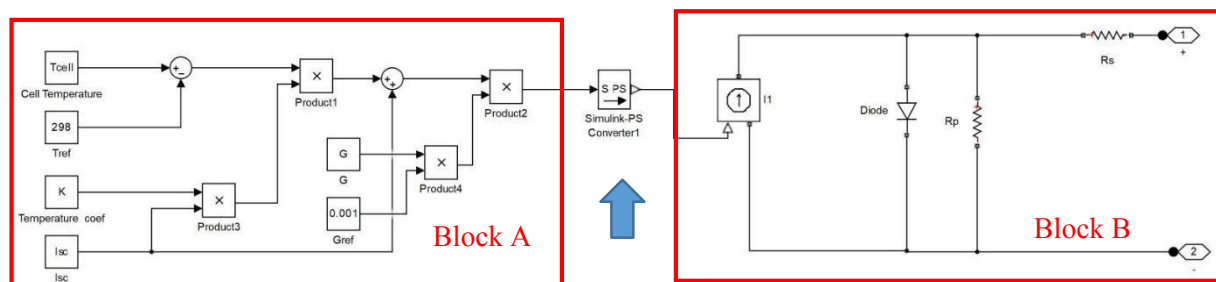 Tcell
Cell Temperature
298
Tref
K
Temperature coef
Isc
Isc
×
Product3
×
Product1
G
G
0.001
Gref
×
Product4
×
Product2
Block A
S PS
Simulink-PS
Converter1
I1
Diode
Rp
Rs
1
+
Block B
2
-